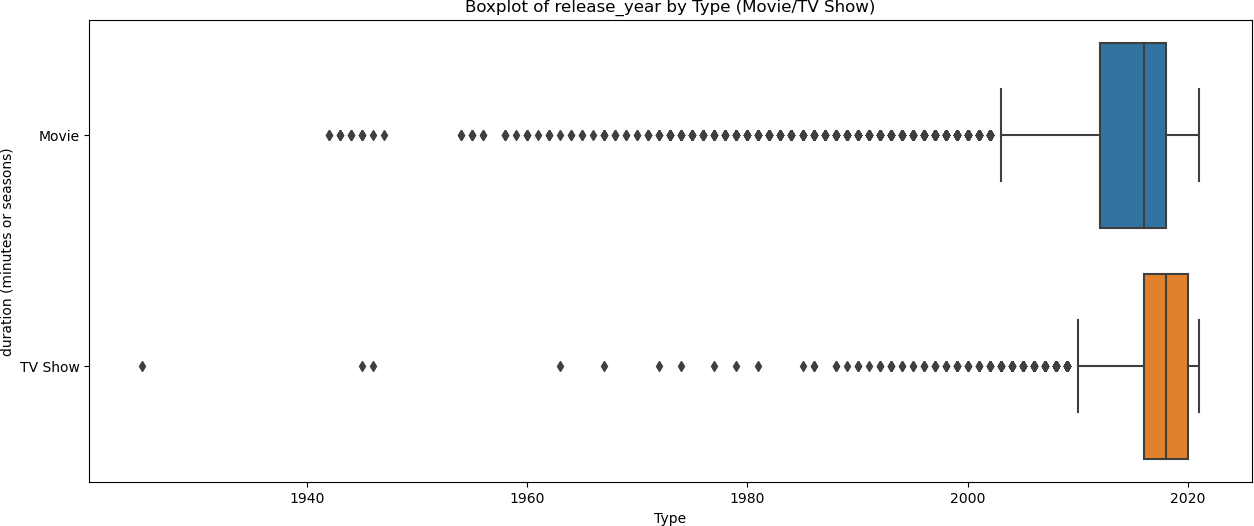 Boxplot of release_year by Type (Movie/TV Show)
duration (minutes or seasons)
Movie
TV Show
1940 1960 1980 2000 2020
Type